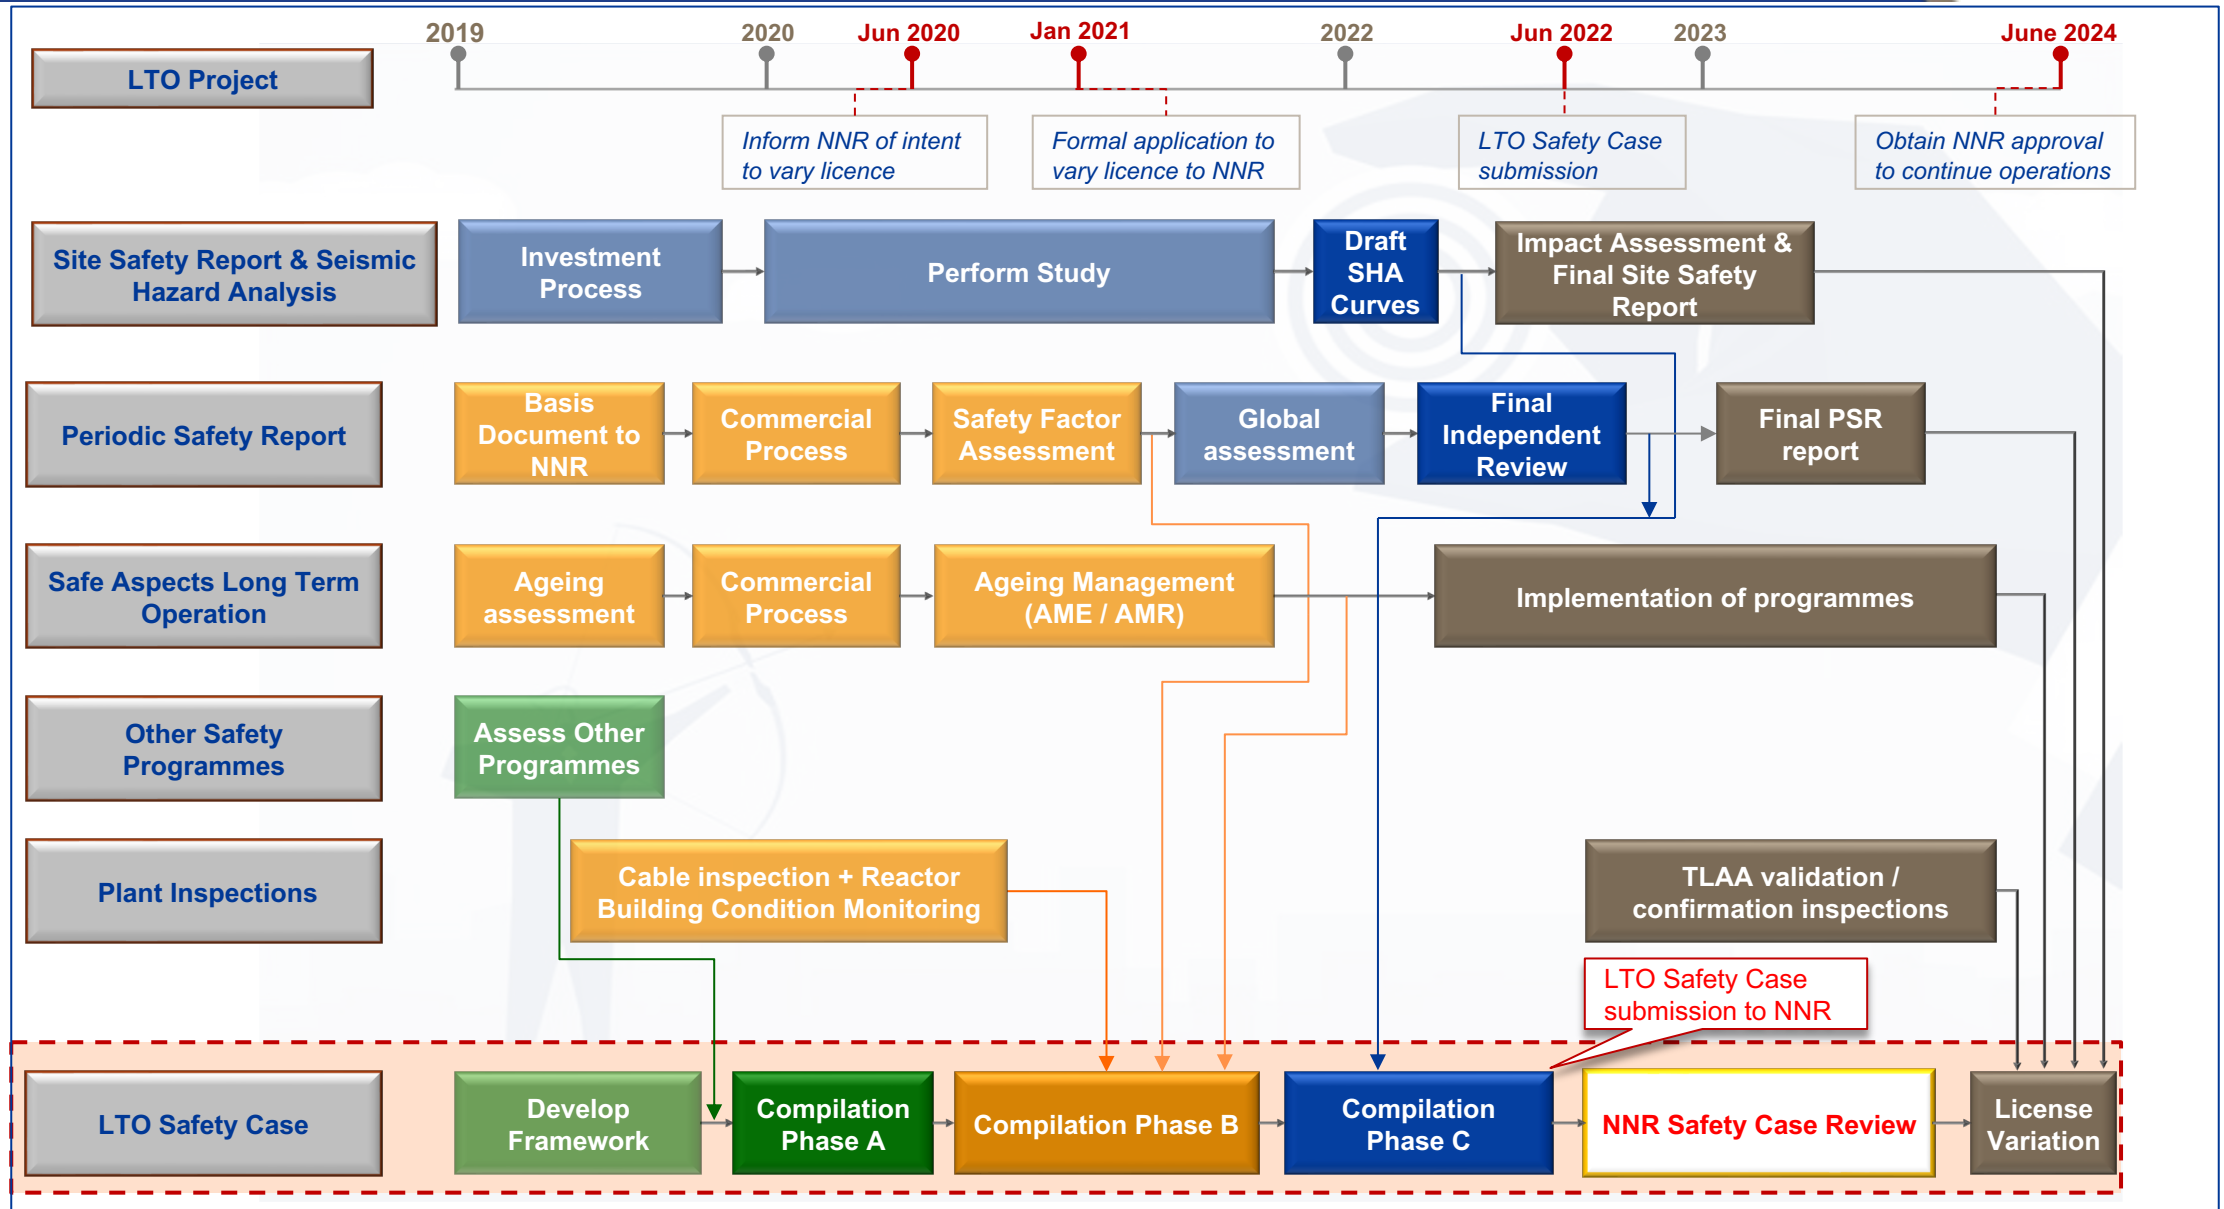 2019
2020
Jun 2020
Jan 2021
2022
Jun 2022
2023
June 2024
LTO Project
Inform NNR of intent
to vary licence
Formal application to
vary licence to NNR
LTO Safety Case
submission
Obtain NNR approval
to continue operations
Site Safety Report & Seismic
Hazard Analysis
Investment
Process
Perform Study
Draft
SHA
Curves
Impact Assessment &
Final Site Safety
Report
Periodic Safety Report
Basis
Document to
NNR
Commercial
Process
Safety Factor
Assessment
Global
assessment
Final
Independent
Review
Final PSR
report
Safe Aspects Long Term
Operation
Ageing
assessment
Commercial
Process
Ageing Management
(AME / AMR)
Implementation of programmes
Other Safety
Programmes
Assess Other
Programmes
Plant Inspections
Cable inspection + Reactor
Building Condition Monitoring
TLAA validation /
confirmation inspections
LTO Safety Case
submission to NNR
LTO Safety Case
Develop
Framework
Compilation
Phase A
Compilation Phase B
Compilation
Phase C
NNR Safety Case Review
License
Variation